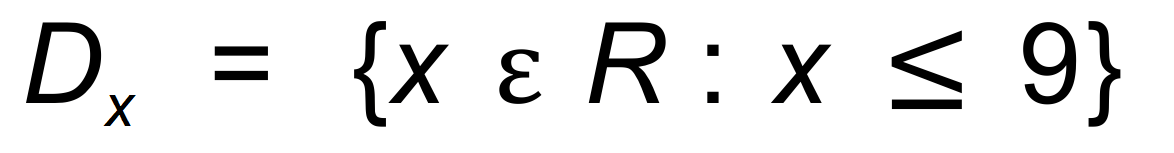 Dₓ = {x ε R : x ≤ 9}